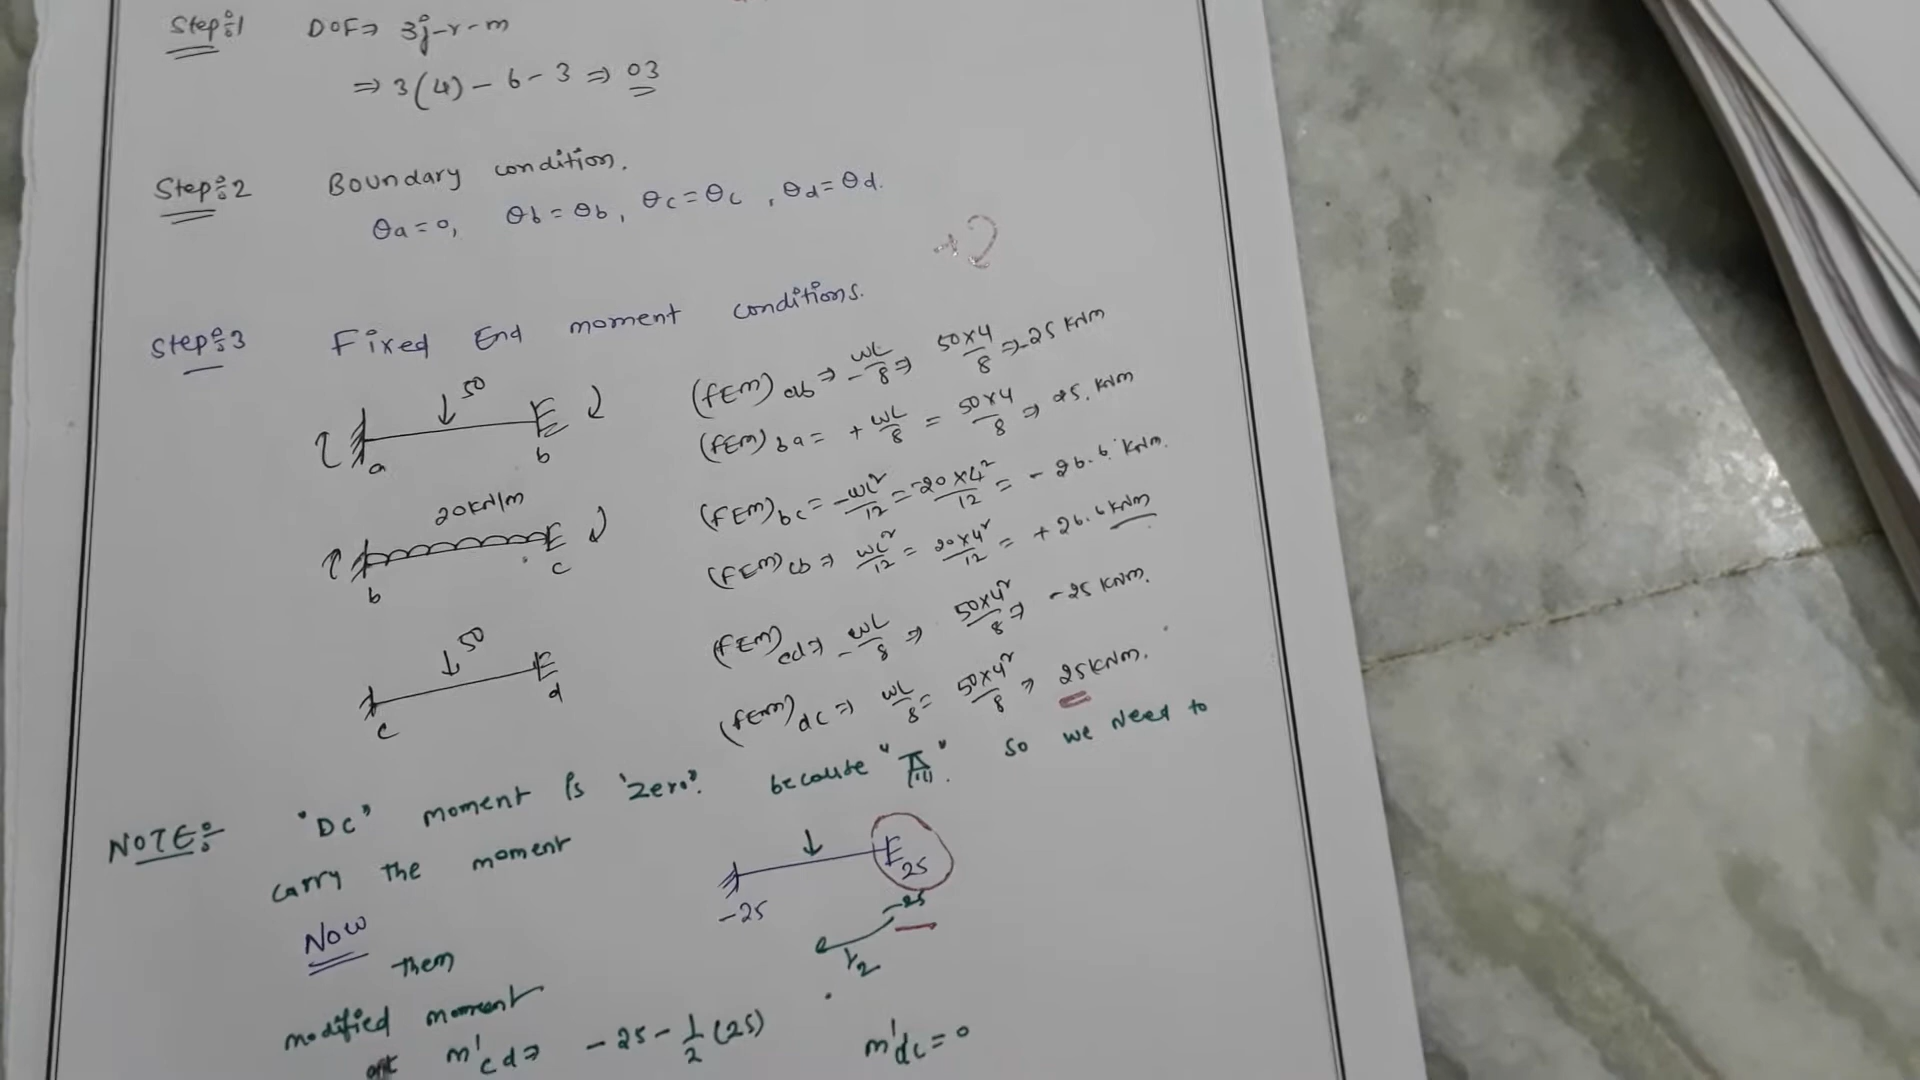 Step:1 DOF⇒ 3j-r-m
⇒ 3(4) - 6 - 3 ⇒ 03
Step:2 Boundary condition.
θa = 0, θb = θb, θc = θc, θd = θd.
+2
Step:3 Fixed End moment conditions.
50
a b
(FEM)ab ⇒ -WL/8 ⇒ 50×4/8 ⇒ -25 kNm
(FEM)ba = +WL/8 = 50×4/8 ⇒ 25. kNm
20KN/m
b c
(FEM)bc = -WL²/12 = -20×4²/12 = -26.6 kNm.
(FEM)cb ⇒ WL²/12 = 20×4²/12 = +26.6 kNm
50
c d
(FEM)cd ⇒ -WL/8 ⇒ 50×4²/8 ⇒ -25 kNm.
(FEM)dc ⇒ WL/8 = 50×4²/8 ⇒ 25 kNm.
NOTE:- "DC" moment is 'zero'. because " ". so we need to
carry the moment
-25 25
-25
1/2
Now
then
modified moment
m'cd ⇒ -25 - 1/2 (25) m'dc = 0